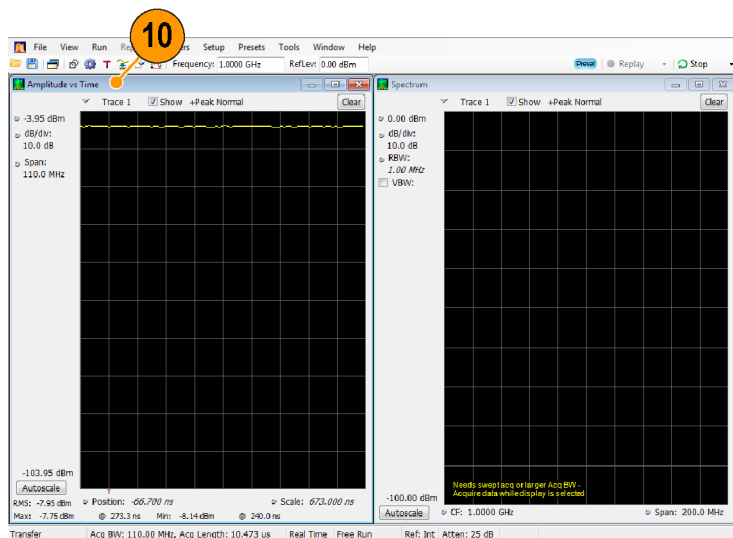 10
File View Run Re ers Setup Presets Tools Window Help
T Frequency: 1.0000 GHz RefLev: 0.00 dBm Preset Replay Stop
Amplitude vs Time
Trace 1 Show +Peak Normal Clear
-3.95 dBm
dB/div:
10.0 dB
Span:
110.0 MHz
-103.95 dBm
Autoscale
T
Position: -66.700 ns Scale: 673.000 ns
RMS: -7.95 dBm
Max: -7.75 dBm @ 273.3 ns Min: -8.14 dBm @ 240.0 ns
Spectrum
Trace 1 Show +Peak Normal Clear
0.00 dBm
dB/div:
10.0 dB
RBW:
1.00 MHz
VBW:
Needs swept acq or larger Acq BW -
Acquire data while display is selected
-100.00 dBm
Autoscale CF: 1.0000 GHz Span: 200.0 MHz
Transfer Acq BW: 110.00 MHz, Acq Length: 10.473 us Real Time Free Run Ref: Int Atten: 25 dB